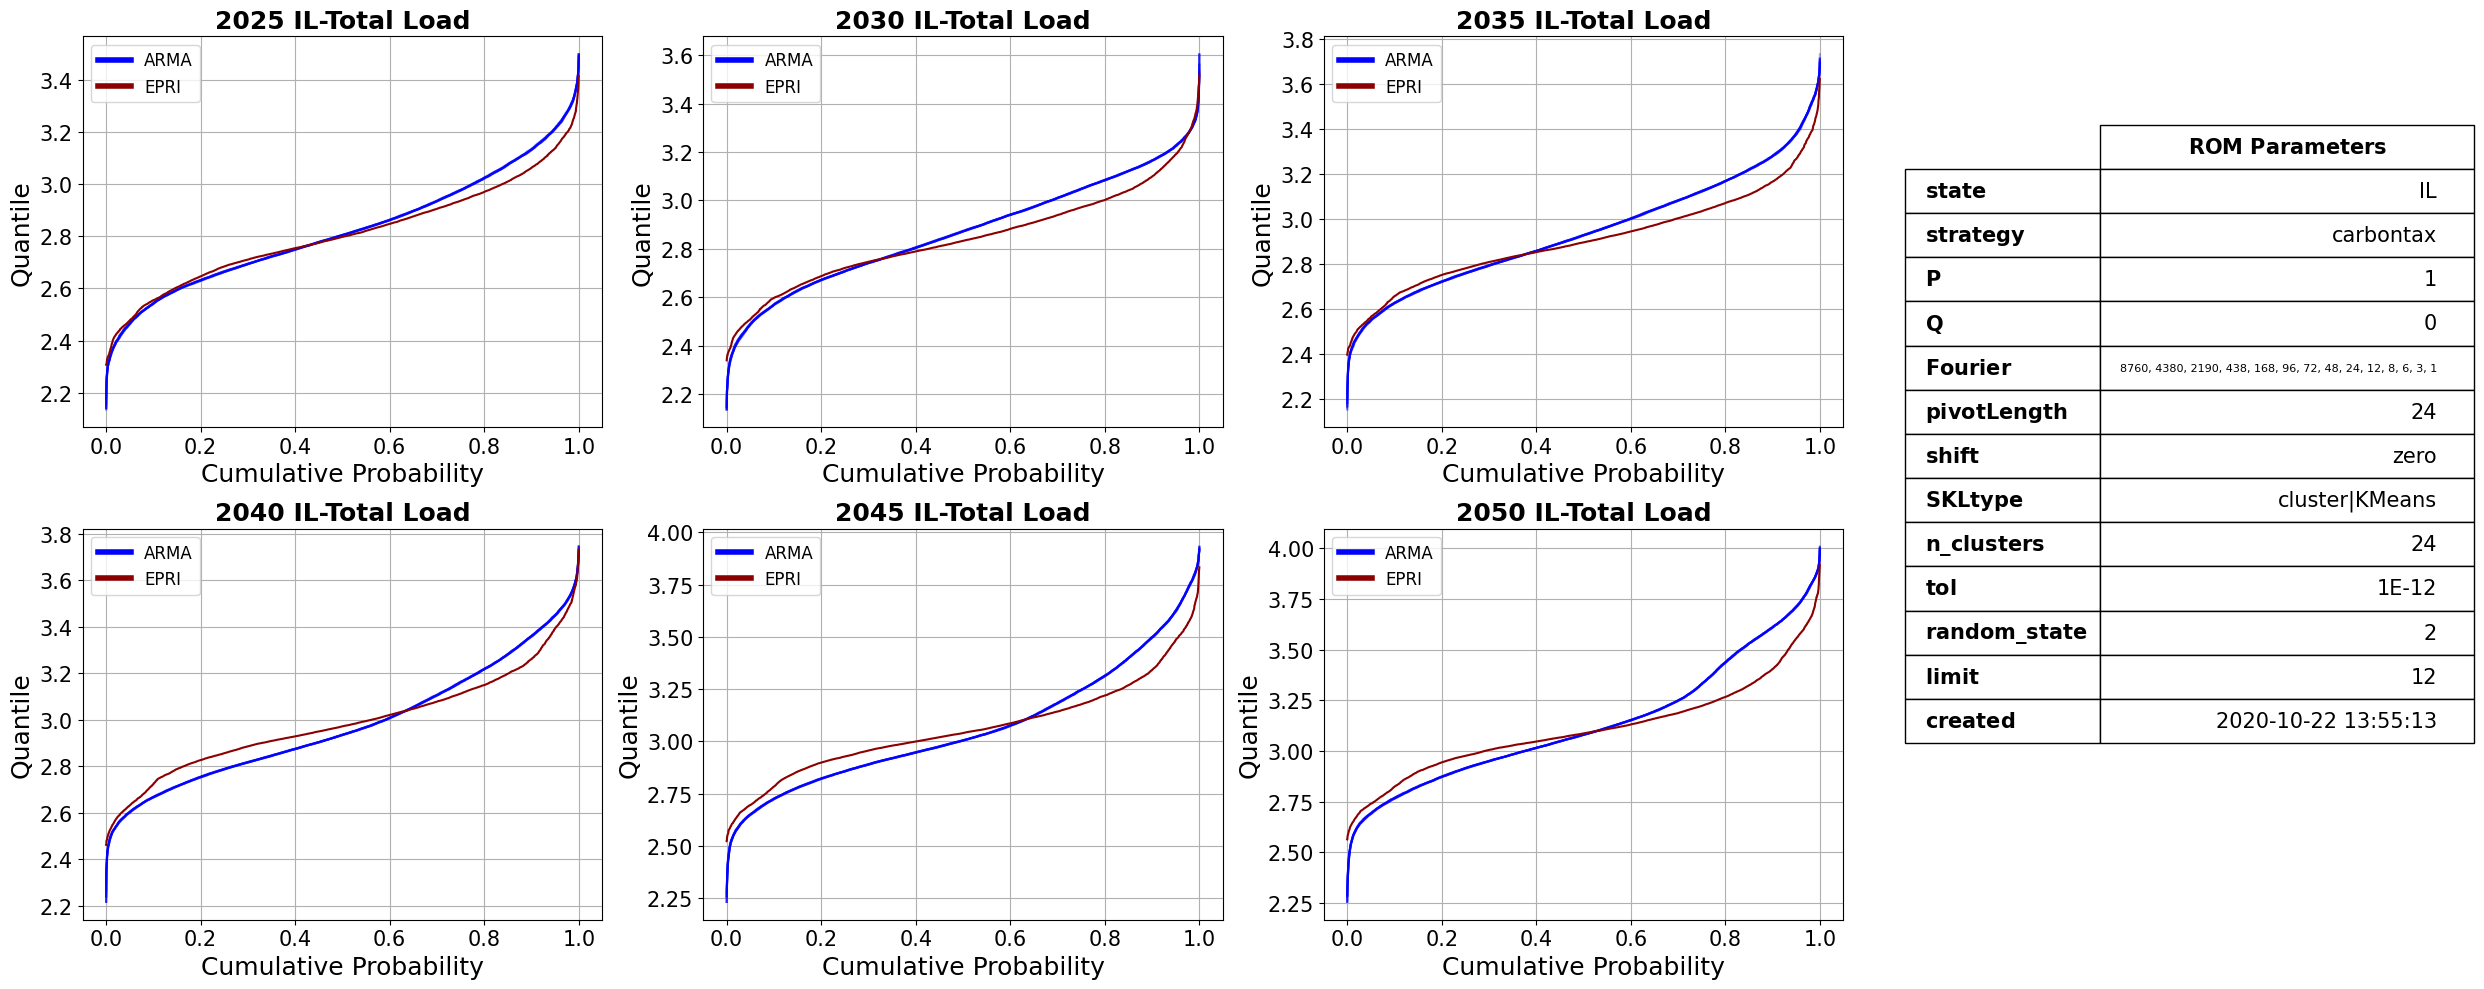 2025 IL-Total Load
ARMA
EPRI
Quantile
3.4
3.2
3.0
2.8
2.6
2.4
2.2
0.0 0.2 0.4 0.6 0.8 1.0
Cumulative Probability
2030 IL-Total Load
ARMA
EPRI
Quantile
3.6
3.4
3.2
3.0
2.8
2.6
2.4
2.2
0.0 0.2 0.4 0.6 0.8 1.0
Cumulative Probability
2035 IL-Total Load
ARMA
EPRI
Quantile
3.8
3.6
3.4
3.2
3.0
2.8
2.6
2.4
2.2
0.0 0.2 0.4 0.6 0.8 1.0
Cumulative Probability
2040 IL-Total Load
ARMA
EPRI
Quantile
3.8
3.6
3.4
3.2
3.0
2.8
2.6
2.4
2.2
0.0 0.2 0.4 0.6 0.8 1.0
Cumulative Probability
2045 IL-Total Load
ARMA
EPRI
Quantile
4.00
3.75
3.50
3.25
3.00
2.75
2.50
2.25
0.0 0.2 0.4 0.6 0.8 1.0
Cumulative Probability
2050 IL-Total Load
ARMA
EPRI
Quantile
4.00
3.75
3.50
3.25
3.00
2.75
2.50
2.25
0.0 0.2 0.4 0.6 0.8 1.0
Cumulative Probability
ROM Parameters
state IL
strategy carbontax
P 1
Q 0
Fourier 8760, 4380, 2190, 438, 168, 96, 72, 48, 24, 12, 8, 6, 3, 1
pivotLength 24
shift zero
SKLtype cluster|KMeans
n_clusters 24
tol 1E-12
random_state 2
limit 12
created 2020-10-22 13:55:13